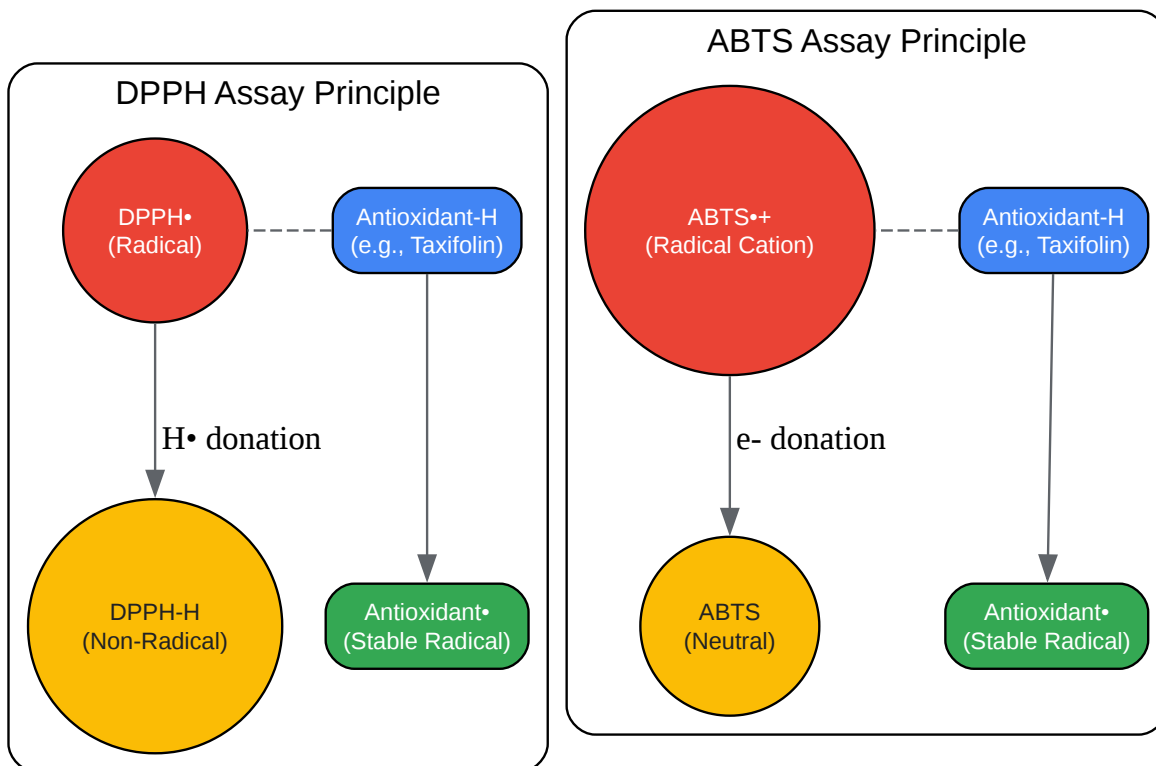 DPPH Assay Principle
DPPH•
(Radical)
Antioxidant-H
(e.g., Taxifolin)
H• donation
DPPH-H
(Non-Radical)
Antioxidant•
(Stable Radical)
ABTS Assay Principle
ABTS•+
(Radical Cation)
Antioxidant-H
(e.g., Taxifolin)
e- donation
ABTS
(Neutral)
Antioxidant•
(Stable Radical)